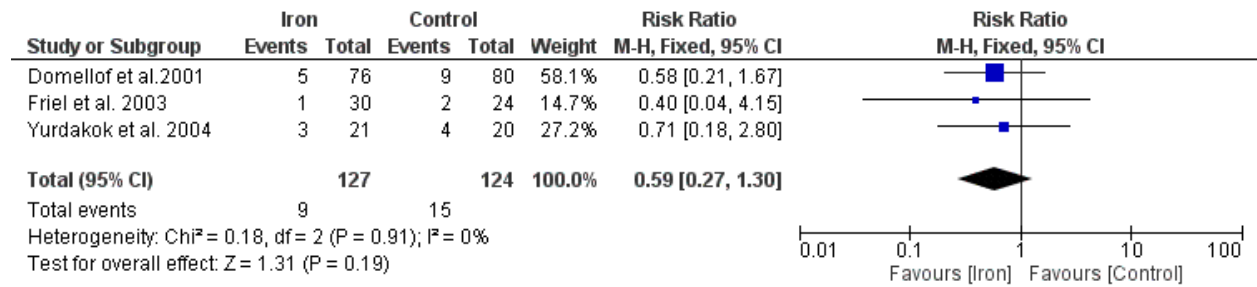 Iron Control Risk Ratio Risk Ratio
Study or Subgroup Events Total Events Total Weight M-H, Fixed, 95% CI M-H, Fixed, 95% CI
Domellof et al.2001 5 76 9 80 58.1% 0.58 [0.21, 1.67]
Friel et al. 2003 1 30 2 24 14.7% 0.40 [0.04, 4.15]
Yurdakok et al. 2004 3 21 4 20 27.2% 0.71 [0.18, 2.80]
Total (95% CI) 127 124 100.0% 0.59 [0.27, 1.30]
Total events 9 15
Heterogeneity: Chi² = 0.18, df = 2 (P = 0.91); I² = 0%
Test for overall effect: Z = 1.31 (P = 0.19)
0.01 0.1 1 10 100
Favours [Iron] Favours [Control]